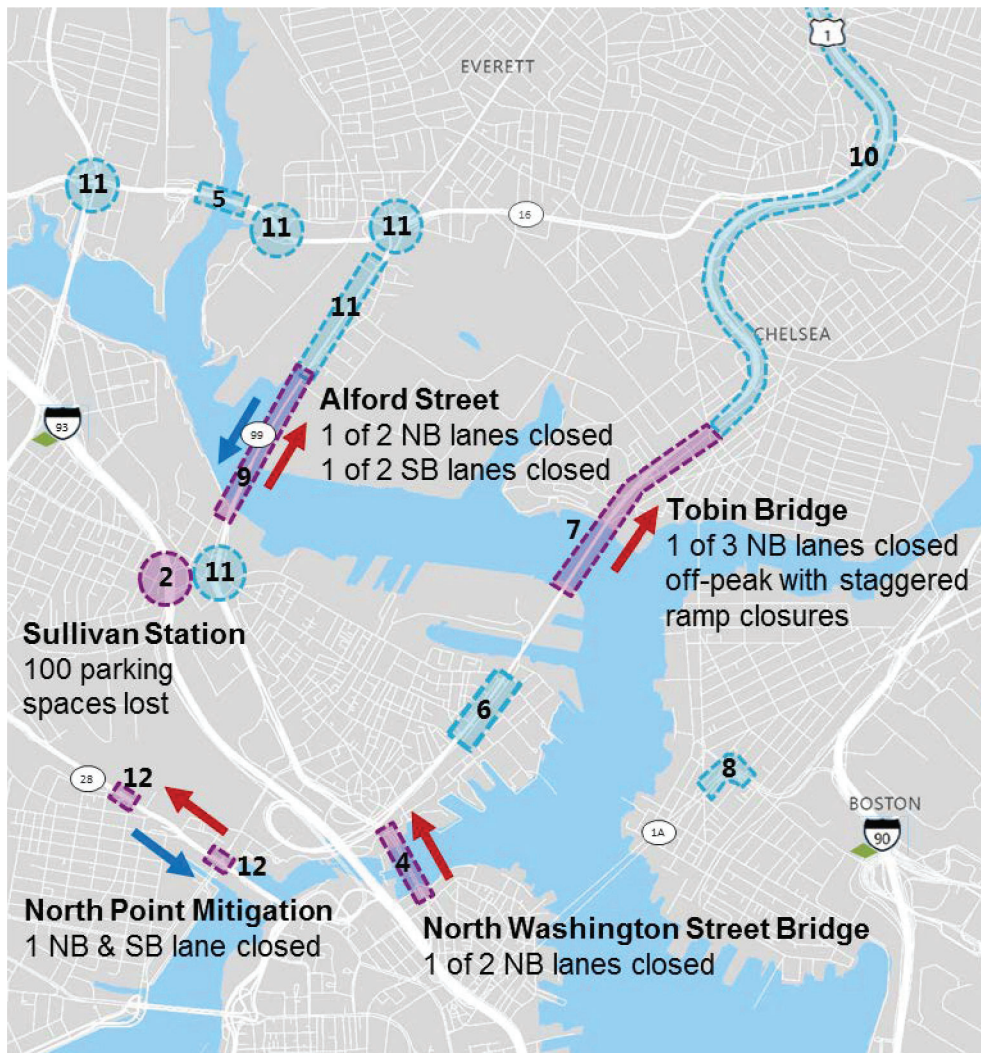 1
EVERETT
10
11
5
11
11
16
11
CHELSEA
Alford Street
1 of 2 NB lanes closed
1 of 2 SB lanes closed
93
99
9
7
Tobin Bridge
1 of 3 NB lanes closed
off-peak with staggered
ramp closures
2
11
Sullivan Station
100 parking
spaces lost
6
8
28
12
BOSTON
1A
90
12
4
North Point Mitigation
1 NB & SB lane closed
North Washington Street Bridge
1 of 2 NB lanes closed